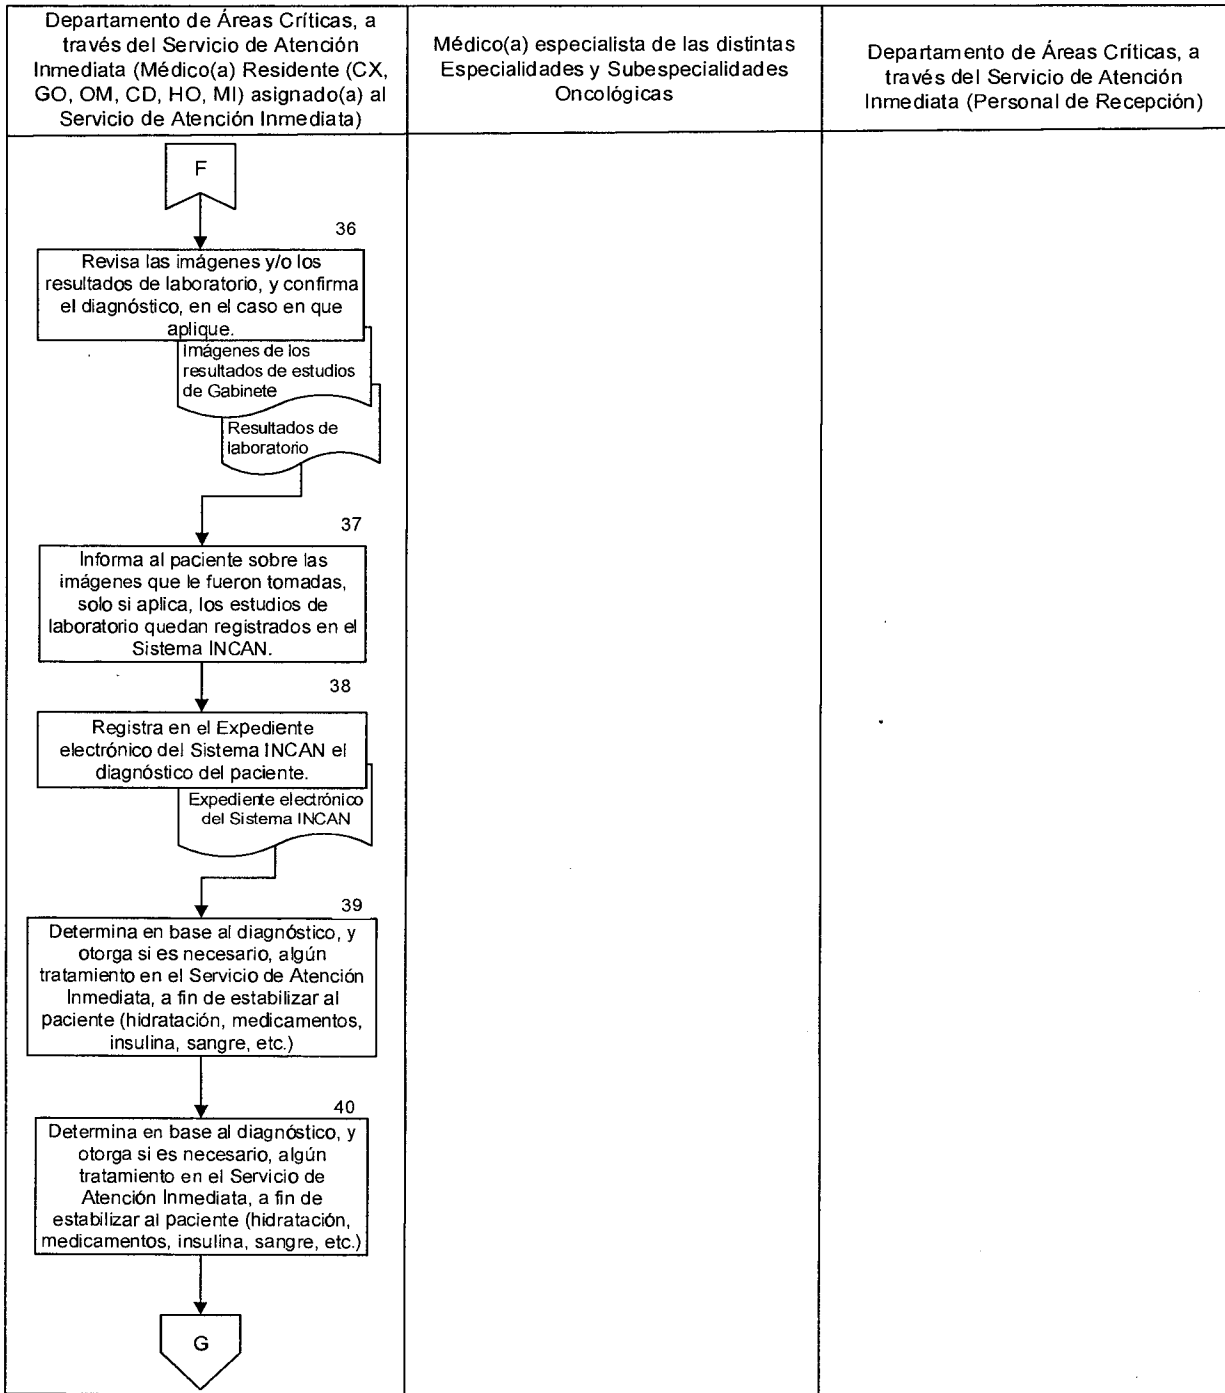 Departamento de Áreas Críticas, a
través del Servicio de Atención
Inmediata (Médico(a) Residente (CX,
GO, OM, CD, HO, MI) asignado(a) al
Servicio de Atención Inmediata)
Médico(a) especialista de las distintas
Especialidades y Subespecialidades
Oncológicas
Departamento de Áreas Críticas, a
través del Servicio de Atención
Inmediata (Personal de Recepción)
F
36
Revisa las imágenes y/o los
resultados de laboratorio, y confirma
el diagnóstico, en el caso en que
aplique.
Imágenes de los
resultados de estudios
de Gabinete
Resultados de
laboratorio
37
Informa al paciente sobre las
imágenes que le fueron tomadas,
solo si aplica, los estudios de
laboratorio quedan registrados en el
Sistema INCAN.
38
Registra en el Expediente
electrónico del Sistema INCAN el
diagnóstico del paciente.
Expediente electrónico
del Sistema INCAN
39
Determina en base al diagnóstico, y
otorga si es necesario, algún
tratamiento en el Servicio de Atención
Inmediata, a fin de estabilizar al
paciente (hidratación, medicamentos,
insulina, sangre, etc.)
40
Determina en base al diagnóstico, y
otorga si es necesario, algún
tratamiento en el Servicio de
Atención Inmediata, a fin de
estabilizar al paciente (hidratación,
medicamentos, insulina, sangre, etc.)
G